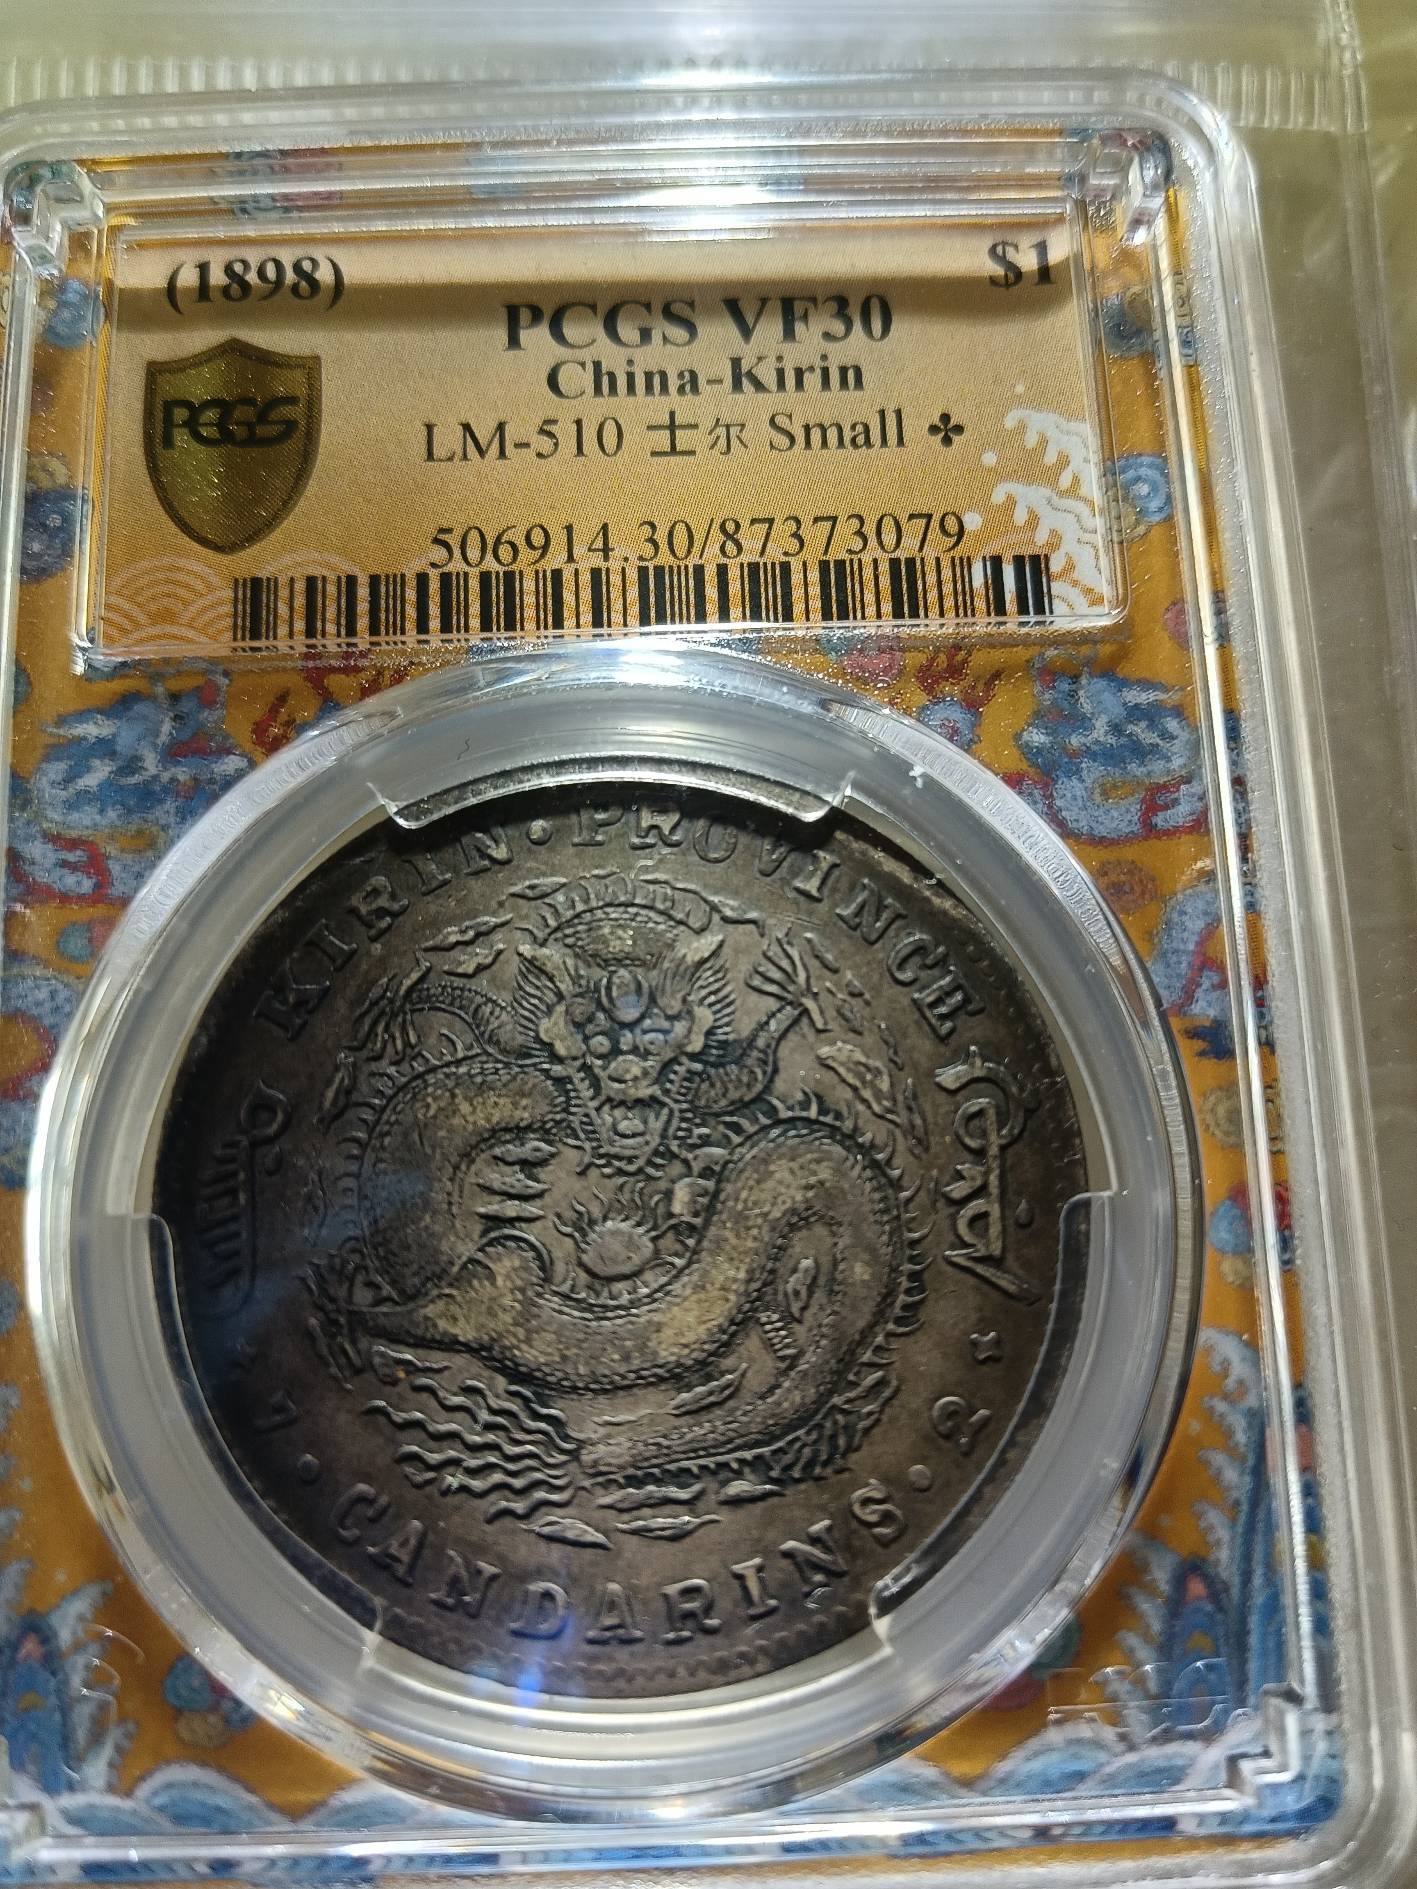 (1898) $1
PCGS VF30
China-Kirin
PCGS
LM-510 士尔 Small ♣
506914.30/87373079
KIRIN · PROVINCE
· CANDARINS · 2